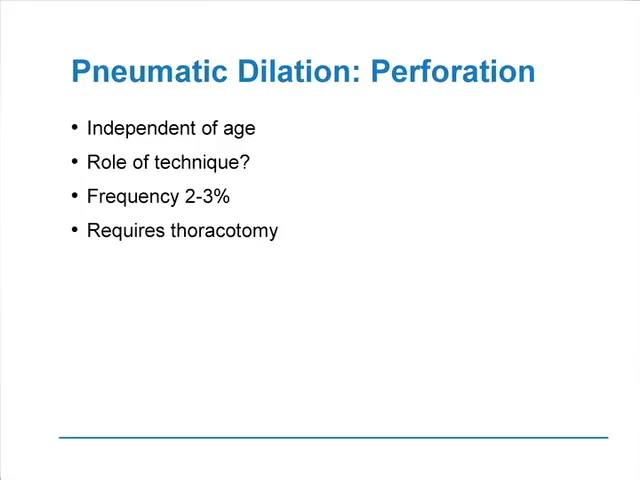 Pneumatic Dilation: Perforation
• Independent of age
• Role of technique?
• Frequency 2-3%
• Requires thoracotomy